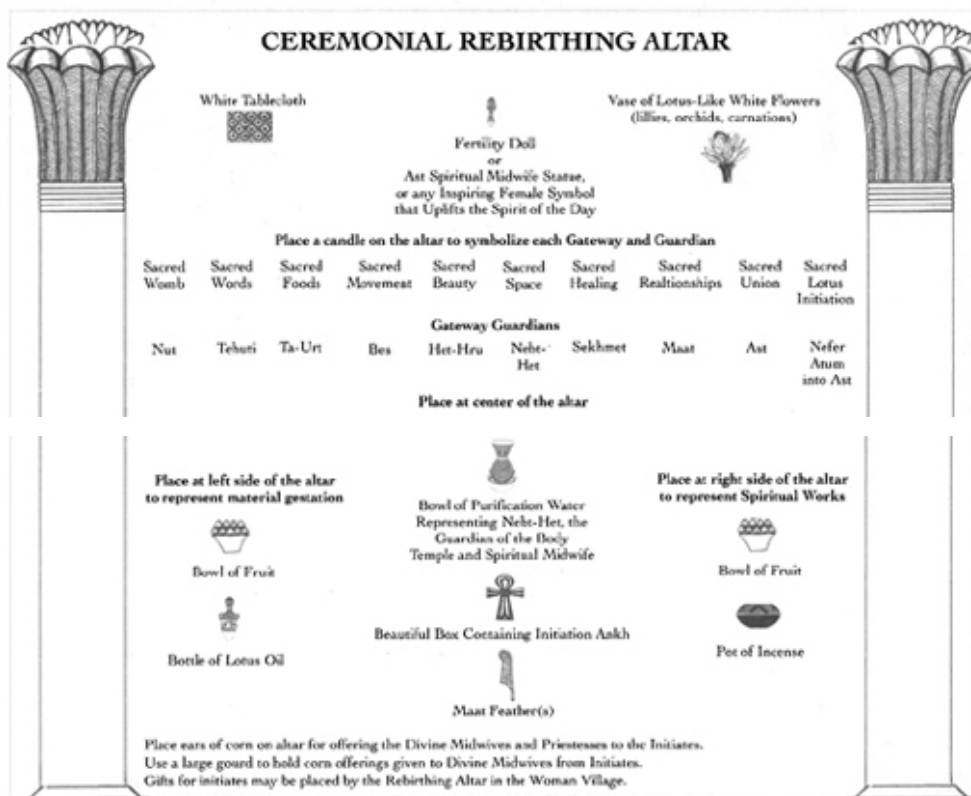 CEREMONIAL REBIRTHING ALTAR
White Tablecloth
Fertility Doll
or
Ast Spiritual Midwife Statue,
or any Inspiring Female Symbol
that Uplifts the Spirit of the Day
Vase of Lotus-Like White Flowers
(lillies, orchids, carnations)
Place a candle on the altar to symbolize each Gateway and Guardian
Sacred Womb
Sacred Words
Sacred Foods
Sacred Movement
Sacred Beauty
Sacred Space
Sacred Healing
Sacred Realtionships
Sacred Union
Sacred Lotus Initiation
Gateway Guardians
Nut
Tehuti
Ta-Urt
Bes
Het-Hru
Nebt-Het
Sekhmet
Maat
Ast
Nefer Atum into Ast
Place at center of the altar
Place at left side of the altar
to represent material gestation
Bowl of Fruit
Bottle of Lotus Oil
Bowl of Purification Water
Representing Nebt-Het, the
Guardian of the Body
Temple and Spiritual Midwife
Beautiful Box Containing Initiation Ankh
Maat Feather(s)
Place at right side of the altar
to represent Spiritual Works
Bowl of Fruit
Pot of Incense
Place ears of corn on altar for offering the Divine Midwives and Priestesses to the Initiates.
Use a large gourd to hold corn offerings given to Divine Midwives from Initiates.
Gifts for initiates may be placed by the Rebirthing Altar in the Woman Village.